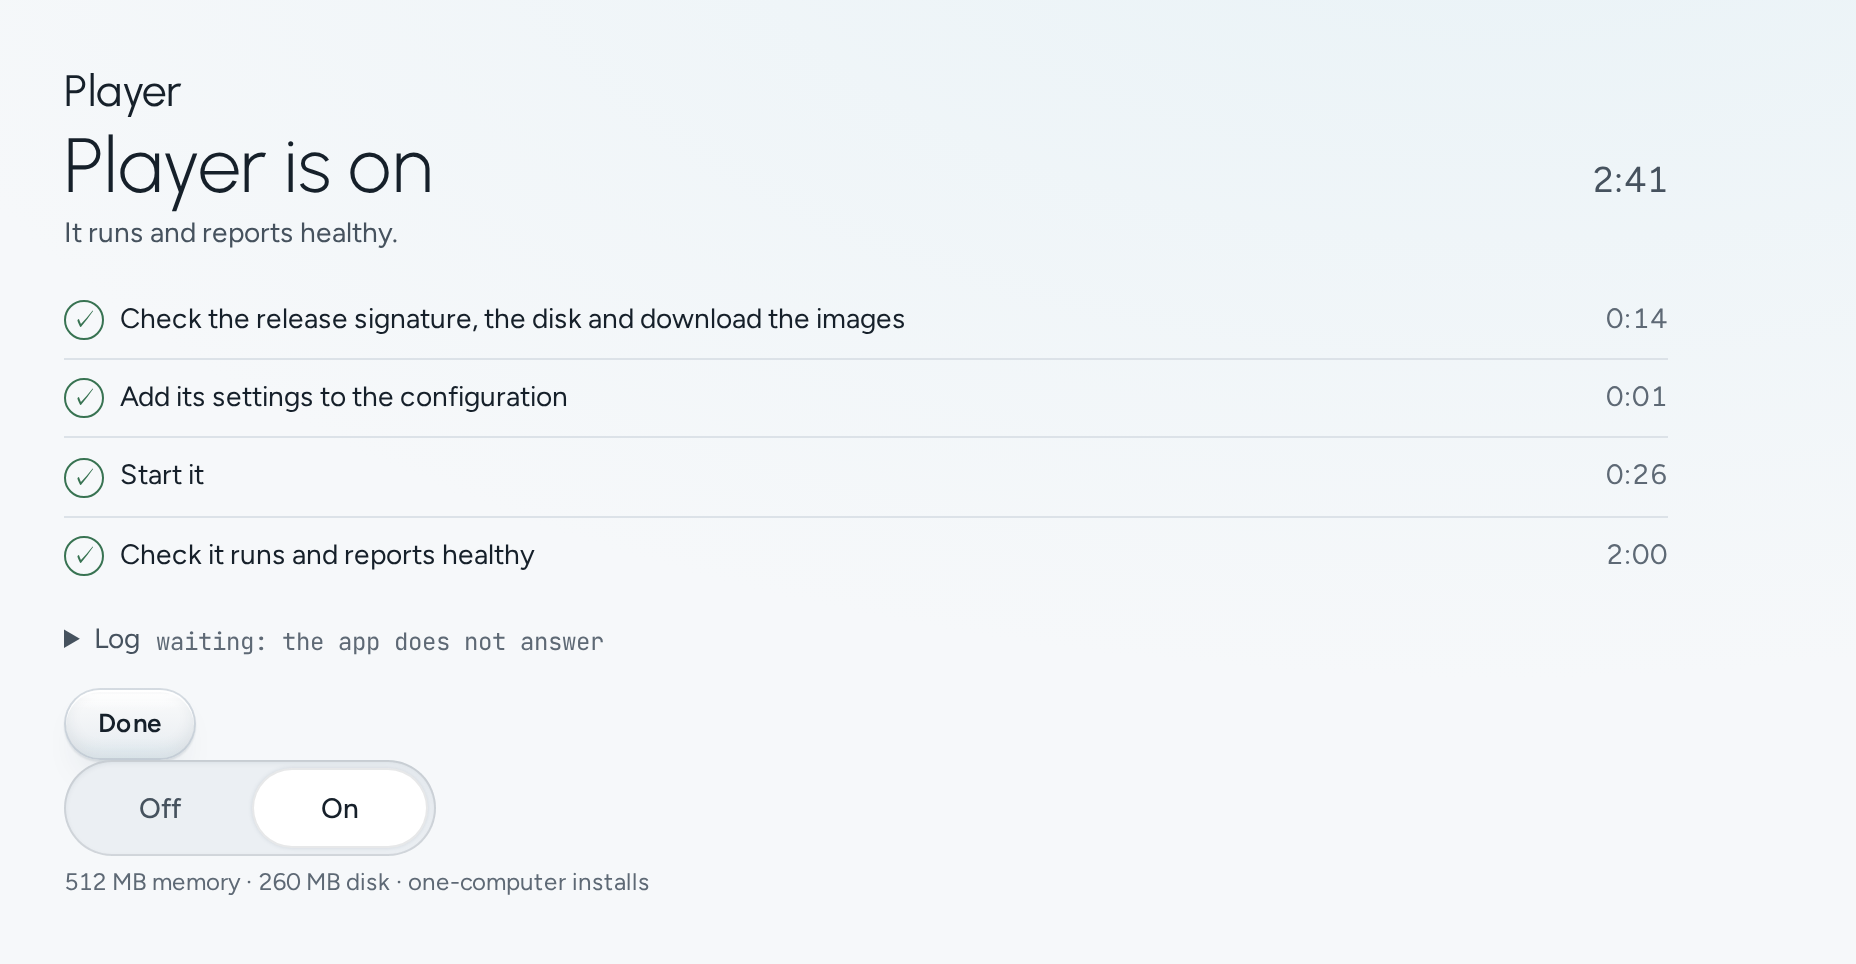 Player
Player is on
2:41
It runs and reports healthy.
Check the release signature, the disk and download the images 0:14
Add its settings to the configuration 0:01
Start it 0:26
Check it runs and reports healthy 2:00
Log waiting: the app does not answer
Done
Off On
512 MB memory · 260 MB disk · one-computer installs